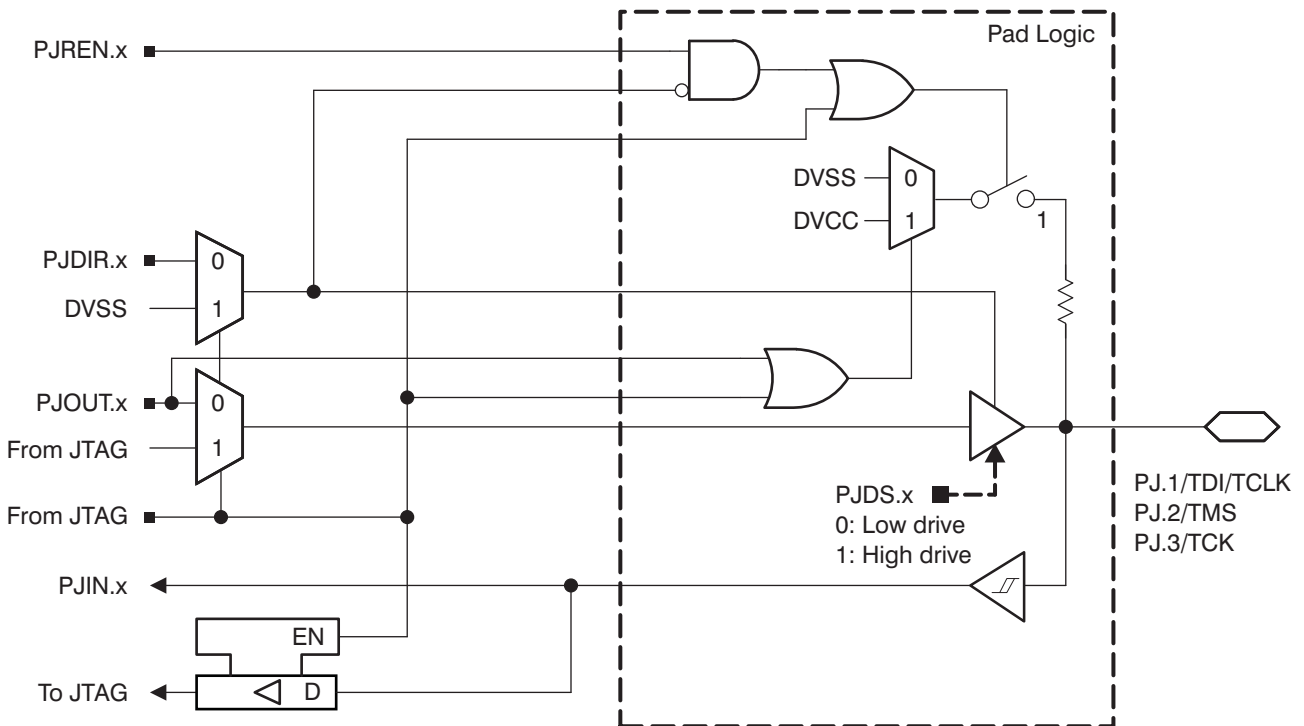 Pad Logic
PJREN.x
DVSS
0
DVCC
1
1
PJDIR.x
0
DVSS
1
PJOUT.x
0
From JTAG
1
From JTAG
PJDS.x
0: Low drive
1: High drive
PJ.1/TDI/TCLK
PJ.2/TMS
PJ.3/TCK
PJIN.x
EN
To JTAG
D